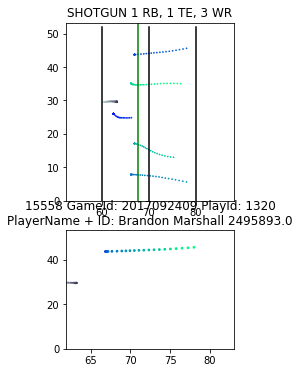 SHOTGUN 1 RB, 1 TE, 3 WR
50
40
30
20
10
0
60 70 80
15558 GameId: 2017092409 PlayId: 1320
PlayerName + ID: Brandon Marshall 2495893.0
40
20
0
65 70 75 80